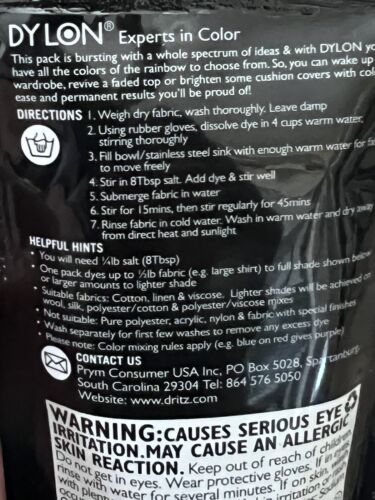 DYLON® Experts in Color
This pack is bursting with a whole spectrum of ideas & with DYLON yo
have all the colors of the rainbow to choose from. So, you can wake up
wardrobe, revive a faded top or brighten some cushion covers with col
ease and permanent results you'll be proud of!
DIRECTIONS 1. Weigh dry fabric, wash thoroughly. Leave damp
2. Using rubber gloves, dissolve dye in 4 cups warm water,
stirring thoroughly
3. Fill bowl/stainless steel sink with enough warm water for fa
to move freely
4. Stir in 8Tbsp salt. Add dye & stir well
5. Submerge fabric in water
6. Stir for 15mins, then stir regularly for 45mins
7. Rinse fabric in cold water. Wash in warm water and dry away
from direct heat and sunlight
HELPFUL HINTS
• You will need ¼lb salt (8Tbsp)
• One pack dyes up to ½lb fabric (e.g. large shirt) to full shade shown below
or larger amounts to lighter shade
• Suitable fabrics: Cotton, linen & viscose. Lighter shades will be achieved on
wool, silk, polyester/cotton & polyester/viscose mixes
• Not suitable: Pure polyester, acrylic, nylon & fabric with special finishes
• Wash separately for first few washes to remove any excess dye
• Please note: Color mixing rules apply (e.g. blue on red gives purple)
CONTACT US
Prym Consumer USA Inc, PO Box 5028, Spartanburg,
South Carolina 29304 Tel: 864 576 5050
Website: www.dritz.com
WARNING: CAUSES SERIOUS EYE
IRRITATION. MAY CAUSE AN ALLERGIC
SKIN REACTION. Keep out of reach of children.
Do not get in eyes. Wear protective gloves. If in eyes
rinse with water for several minutes. If on skin, wash
with plen irritation or